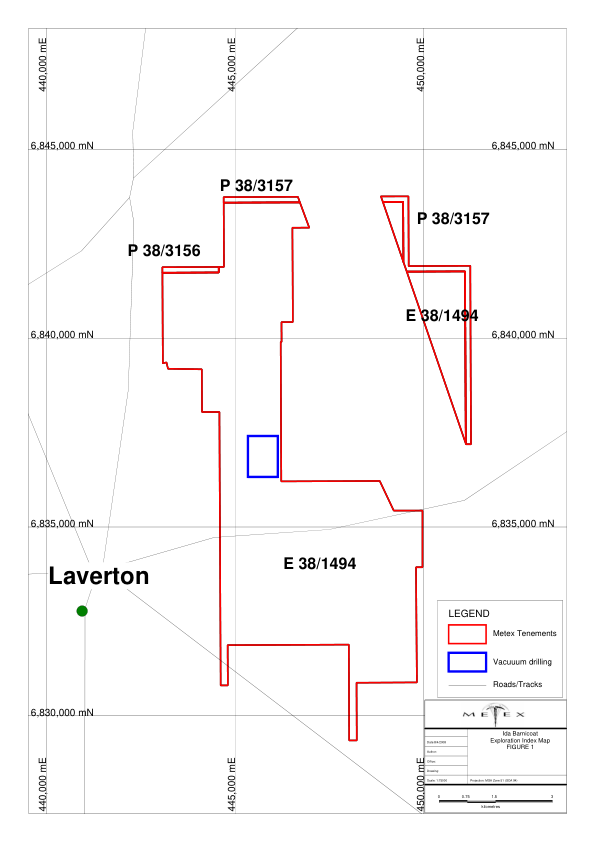 440,000 mE
445,000 mE
450,000 mE
6,845,000 mN
6,845,000 mN
P 38/3157
P 38/3157
P 38/3156
E 38/1494
6,840,000 mN
6,840,000 mN
6,835,000 mN
6,835,000 mN
E 38/1494
Laverton
LEGEND
Metex Tenements
Vacuuum drilling
Roads/Tracks
6,830,000 mN
METEX
Ida Barnicoat
Exploration Index Map
FIGURE 1
Author:
Office:
Drawing:
0 0.75 1.5 3
kilometres
440,000 mE
445,000 mE
450,000 mE